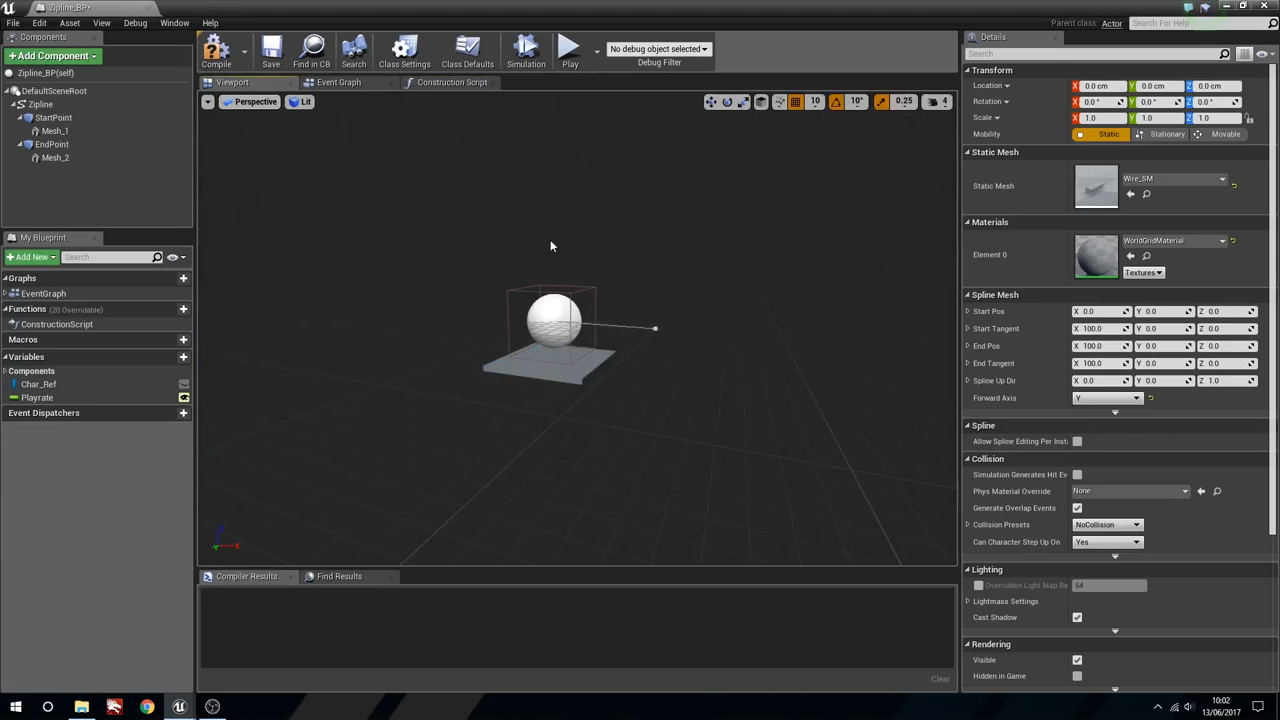 Zipline_BP*
File Edit Asset View Debug Window Help
Parent class: Actor Search For Help
Components
+Add Component
Zipline_BP(self)
DefaultSceneRoot
Zipline
StartPoint
Mesh_1
EndPoint
Mesh_2
My Blueprint
+Add New Search
Graphs
EventGraph
Functions (20 Overridable)
ConstructionScript
Macros
Variables
Components
Char_Ref
Playrate
Event Dispatchers
Compile Save Find in CB Search Class Settings Class Defaults Simulation Play
No debug object selected
Debug Filter
Viewport Event Graph Construction Script
Perspective Lit 10 10° 0.25 4
X
Compiler Results Find Results
Clear
Details
Search
Transform
Location X 0.0 cm Y 0.0 cm Z 0.0 cm
Rotation X 0.0 ° Y 0.0 ° Z 0.0 °
Scale X 1.0 Y 1.0 Z 1.0
Mobility Static Stationary Movable
Static Mesh
Static Mesh Wire_SM
Materials
Element 0 WorldGridMaterial
Textures
Spline Mesh
Start Pos X 0.0 Y 0.0 Z 0.0
Start Tangent X 100.0 Y 0.0 Z 0.0
End Pos X 100.0 Y 0.0 Z 0.0
End Tangent X 100.0 Y 0.0 Z 0.0
Spline Up Dir X 0.0 Y 0.0 Z 1.0
Forward Axis Y
Spline
Allow Spline Editing Per Inst
Collision
Simulation Generates Hit Ev
Phys Material Override None
Generate Overlap Events
Collision Presets NoCollision
Can Character Step Up On Yes
Lighting
Overridden Light Map Re 64
Lightmass Settings
Cast Shadow
Rendering
Visible
Hidden in Game
10:02
13/06/2017